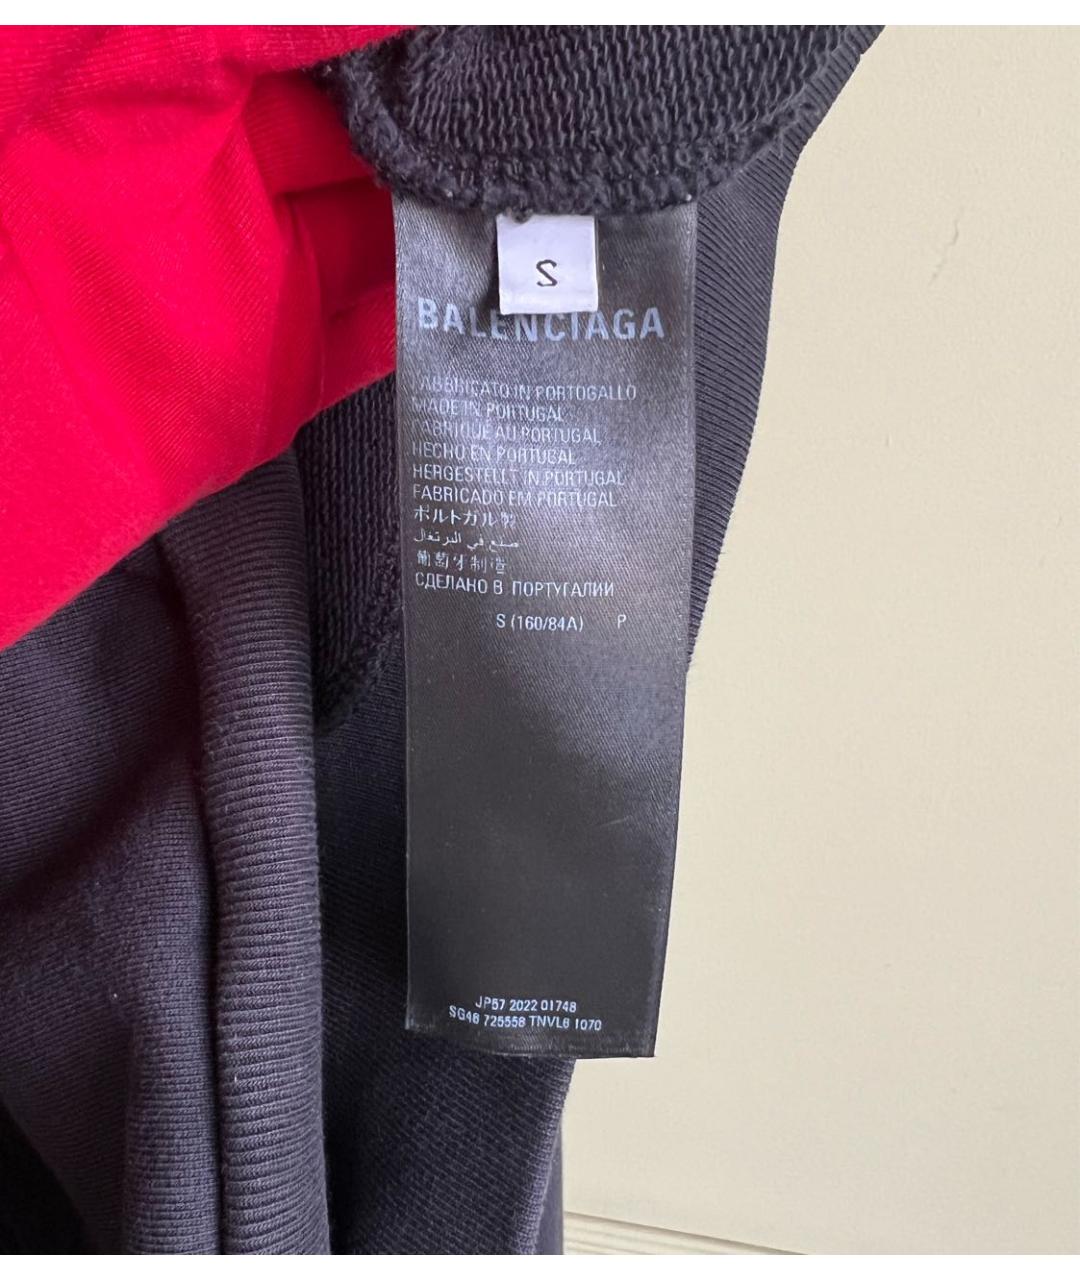 S
BALENCIAGA
FABBRICATO IN PORTOGALLO
MADE IN PORTUGAL
FABRIQUÉ AU PORTUGAL
HECHO EN PORTUGAL
HERGESTELLT IN PORTUGAL
FABRICADO EM PORTUGAL
ポルトガル製
صنع في البرتغال
葡萄牙制造
СДЕЛАНО В ПОРТУГАЛИИ
S (160/84A) P
JP57 2022 01748
SG48 725558 TNVL6 1070